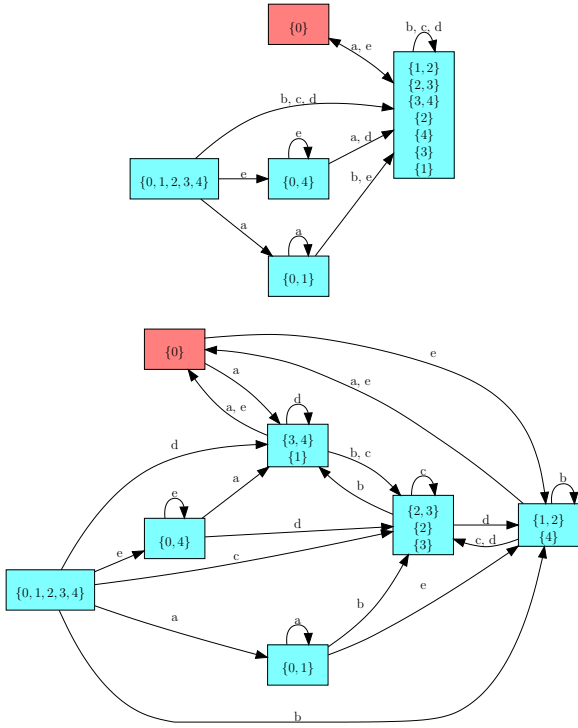 {0}
b, c, d
a, e
{1, 2}
{2, 3}
{3, 4}
{2}
{4}
{3}
{1}
b, c, d
e
a, d
{0, 1, 2, 3, 4}
e
{0, 4}
b, e
a
a
{0, 1}
{0}
e
a
a, e
a, e
d
{3, 4}
{1}
d
b, c
a
b
c
b
e
{0, 4}
d
{2, 3}
{2}
{3}
d
{1, 2}
{4}
c, d
e
c
{0, 1, 2, 3, 4}
e
b
a
a
{0, 1}
b